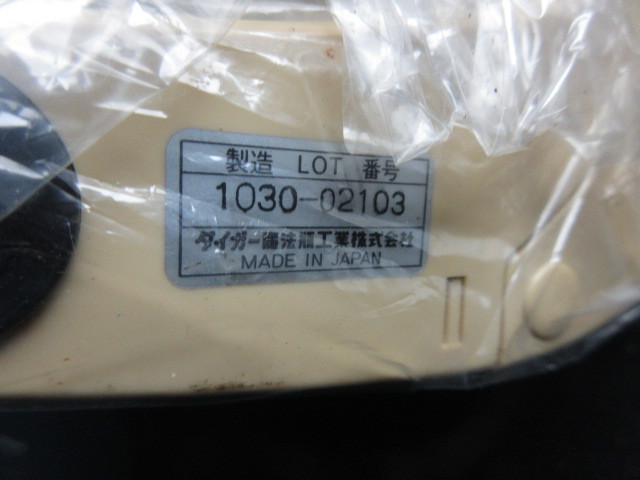 製造 LOT 番号
1030-02103
タイガー魔法瓶工業株式会社
MADE IN JAPAN